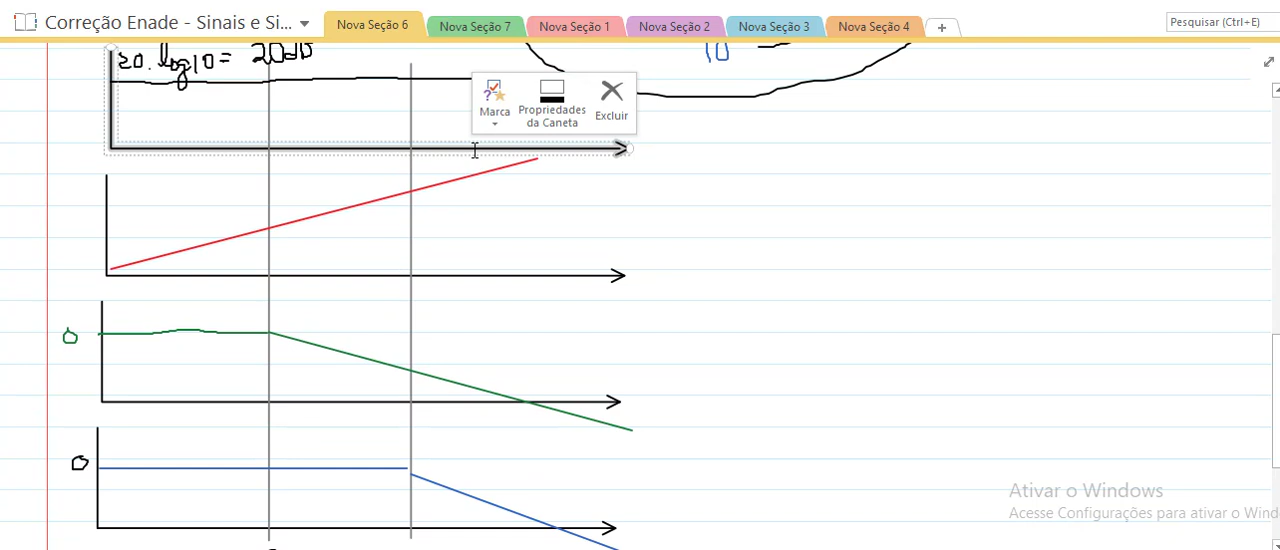 Correção Enade - Sinais e Si...
Nova Seção 6
Nova Seção 7
Nova Seção 1
Nova Seção 2
Nova Seção 3
Nova Seção 4
+
Pesquisar (Ctrl+E)
20. log10 = 20dB
10
Marca
Propriedades
da Caneta
Excluir
0
0
Ativar o Windows
Acesse Configurações para ativar o Wind